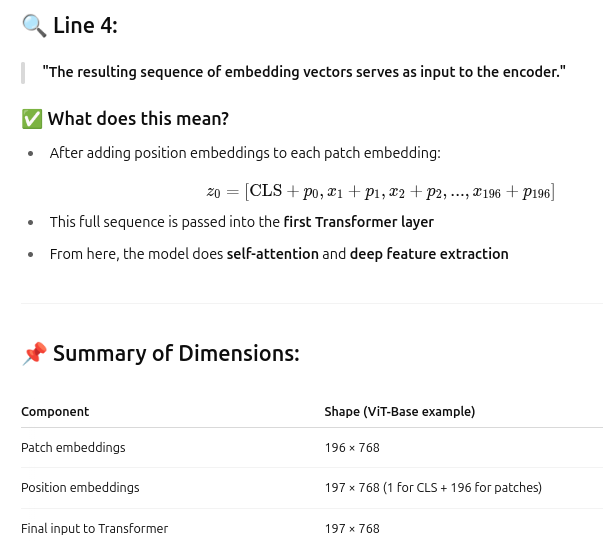 🔍 Line 4:
"The resulting sequence of embedding vectors serves as input to the encoder."
✅ What does this mean?
• After adding position embeddings to each patch embedding:
z₀ = [CLS + p₀, x₁ + p₁, x₂ + p₂, ..., x₁₉₆ + p₁₉₆]
• This full sequence is passed into the first Transformer layer
• From here, the model does self-attention and deep feature extraction
📌 Summary of Dimensions:
Component Shape (ViT-Base example)
Patch embeddings 196 × 768
Position embeddings 197 × 768 (1 for CLS + 196 for patches)
Final input to Transformer 197 × 768